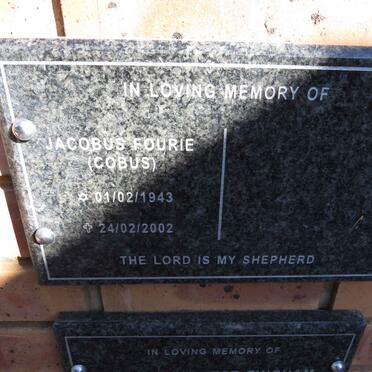 IN LOVING MEMORY OF
JACOBUS FOURIE
(COBUS)
✡ 01/02/1943
✝ 24/02/2002
THE LORD IS MY SHEPHERD
IN LOVING MEMORY OF